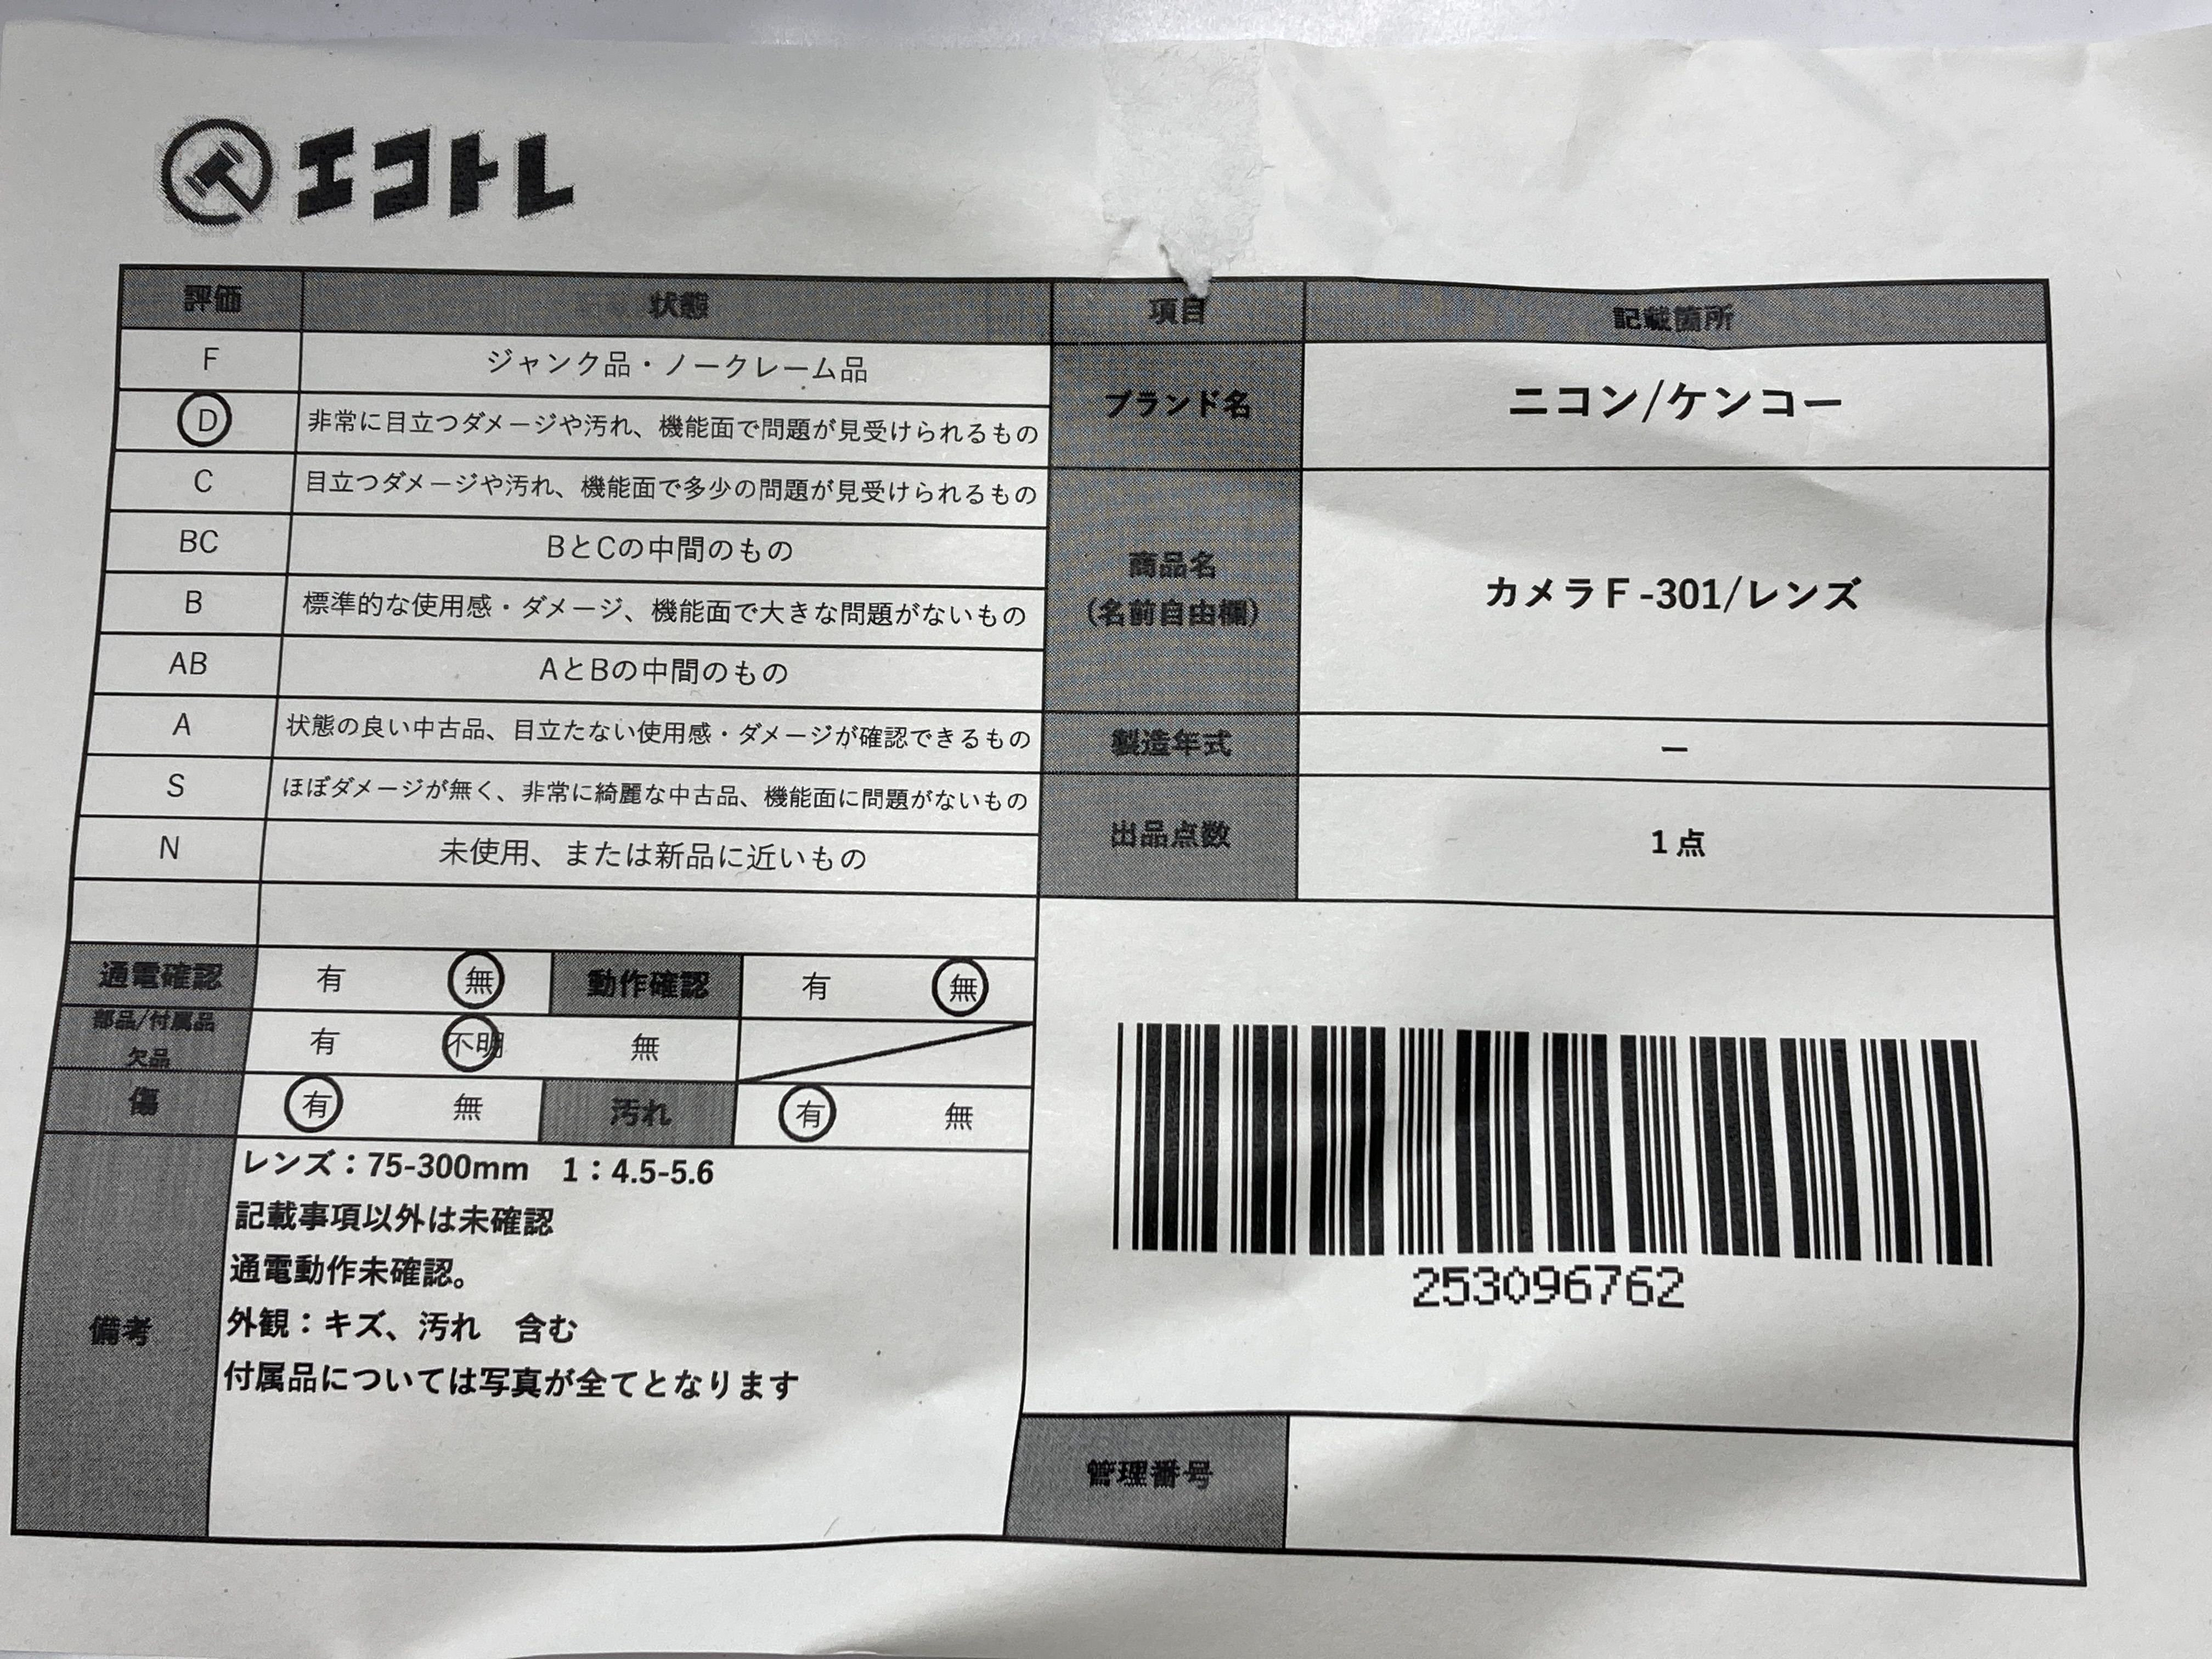 エコトレ
評価 状態 項目 記載箇所
F ジャンク品・ノークレーム品
D 非常に目立つダメージや汚れ、機能面で問題が見受けられるもの
C 目立つダメージや汚れ、機能面で多少の問題が見受けられるもの
BC BとCの中間のもの
B 標準的な使用感・ダメージ、機能面で大きな問題がないもの
AB AとBの中間のもの
A 状態の良い中古品、目立たない使用感・ダメージが確認できるもの
S ほぼダメージが無く、非常に綺麗な中古品、機能面に問題がないもの
N 未使用、または新品に近いもの
通電確認 有 無 動作確認 有 無
部品/付属品
欠品 有 不明 無
傷 有 無 汚れ 有 無
備考
レンズ：75-300mm 1：4.5-5.6
記載事項以外は未確認
通電動作未確認。
外観：キズ、汚れ 含む
付属品については写真が全てとなります
ブランド名 ニコン/ケンコー
商品名
(名前自由欄)
カメラＦ-301/レンズ
製造年式 ー
出品点数 1点
253096762
管理番号